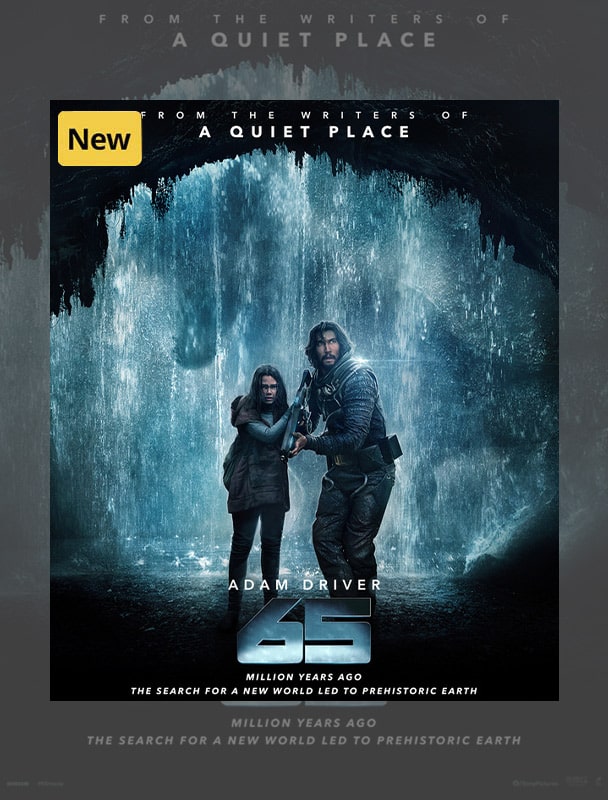 FROM THE WRITERS OF
A QUIET PLACE
New
FROM THE WRITERS OF
A QUIET PLACE
ADAM DRIVER
65
MILLION YEARS AGO
THE SEARCH FOR A NEW WORLD LED TO PREHISTORIC EARTH
MILLION YEARS AGO
THE SEARCH FOR A NEW WORLD LED TO PREHISTORIC EARTH